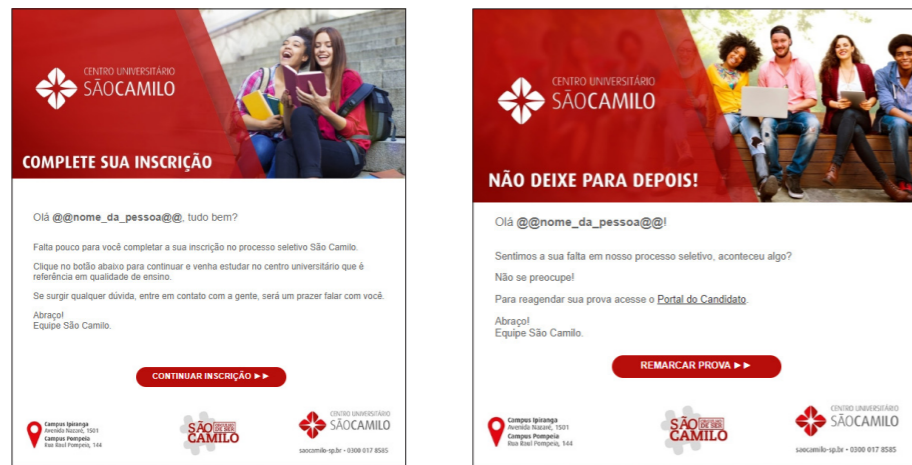 CENTRO UNIVERSITÁRIO
SÃOCAMILO
COMPLETE SUA INSCRIÇÃO
Olá @@nome_da_pessoa@@, tudo bem?
Falta pouco para você completar a sua inscrição no processo seletivo São Camilo.
Clique no botão abaixo para continuar e venha estudar no centro universitário que é
referência em qualidade de ensino.
Se surgir qualquer dúvida, entre em contato com a gente, será um prazer falar com você.
Abraço!
Equipe São Camilo.
CONTINUAR INSCRIÇÃO ►►
Campus Ipiranga
Avenida Nazaré, 1501
Campus Pompeia
Rua Raul Pompeia, 144
SÃO
DE SER
CAMILO
CENTRO UNIVERSITÁRIO
SÃOCAMILO
saocamilo-sp.br • 0300 017 8585
CENTRO UNIVERSITÁRIO
SÃOCAMILO
NÃO DEIXE PARA DEPOIS!
Olá @@nome_da_pessoa@@!
Sentimos a sua falta em nosso processo seletivo, aconteceu algo?
Não se preocupe!
Para reagendar sua prova acesse o Portal do Candidato.
Abraço!
Equipe São Camilo.
REMARCAR PROVA ►►
Campus Ipiranga
Avenida Nazaré, 1501
Campus Pompeia
Rua Raul Pompeia, 144
SÃO
DE SER
CAMILO
CENTRO UNIVERSITÁRIO
SÃOCAMILO
saocamilo-sp.br • 0300 017 8585